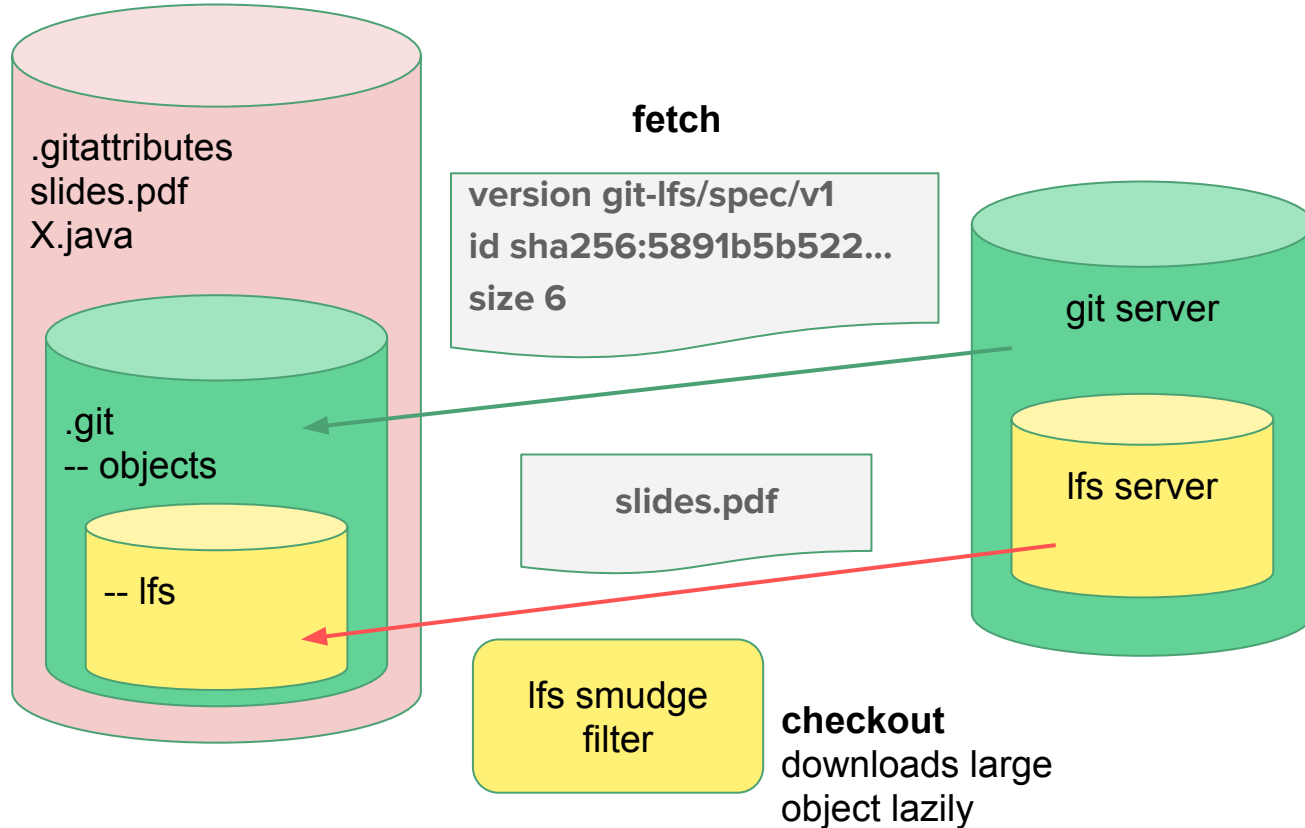 .gitattributes
slides.pdf
X.java
.git
-- objects
-- lfs
fetch
version git-lfs/spec/v1
id sha256:5891b5b522...
size 6
slides.pdf
lfs smudge
filter
checkout
downloads large
object lazily
git server
lfs server